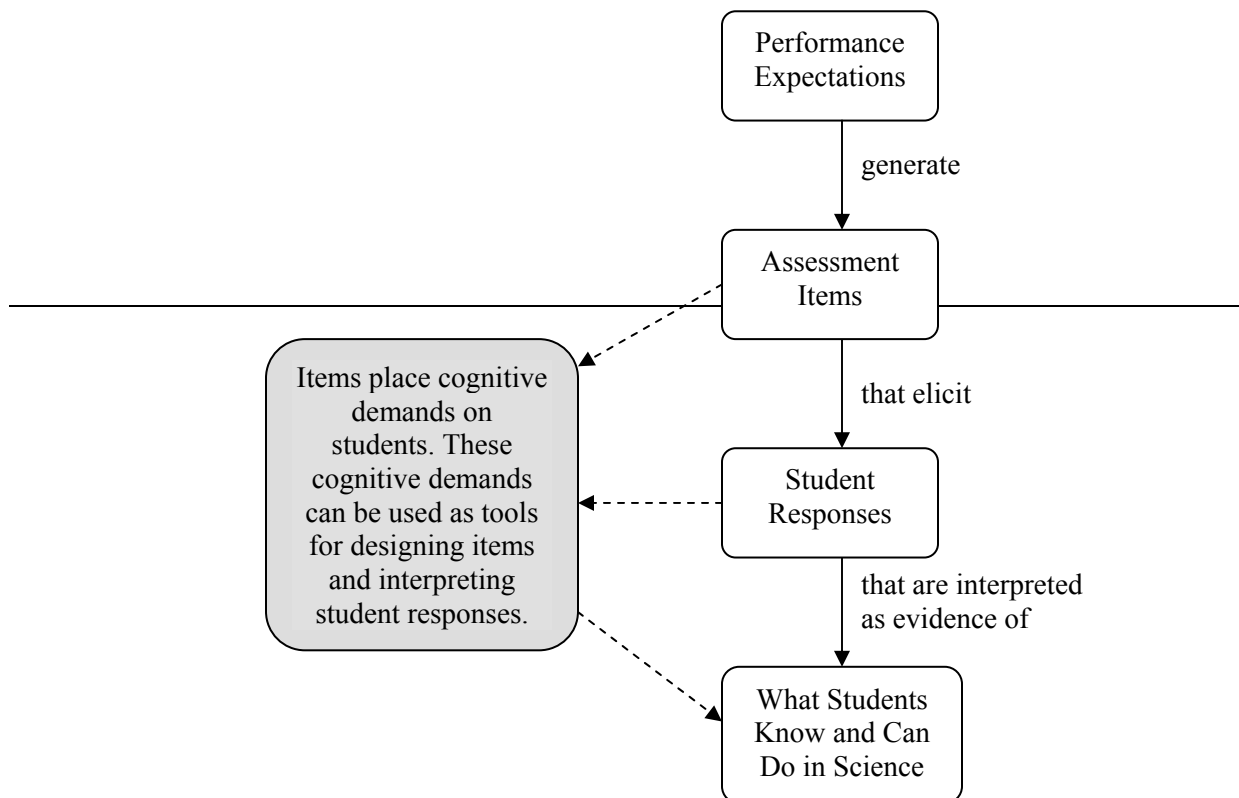 Performance
Expectations
generate
Assessment
Items
Items place cognitive
demands on
students. These
cognitive demands
can be used as tools
for designing items
and interpreting
student responses.
that elicit
Student
Responses
that are interpreted
as evidence of
What Students
Know and Can
Do in Science